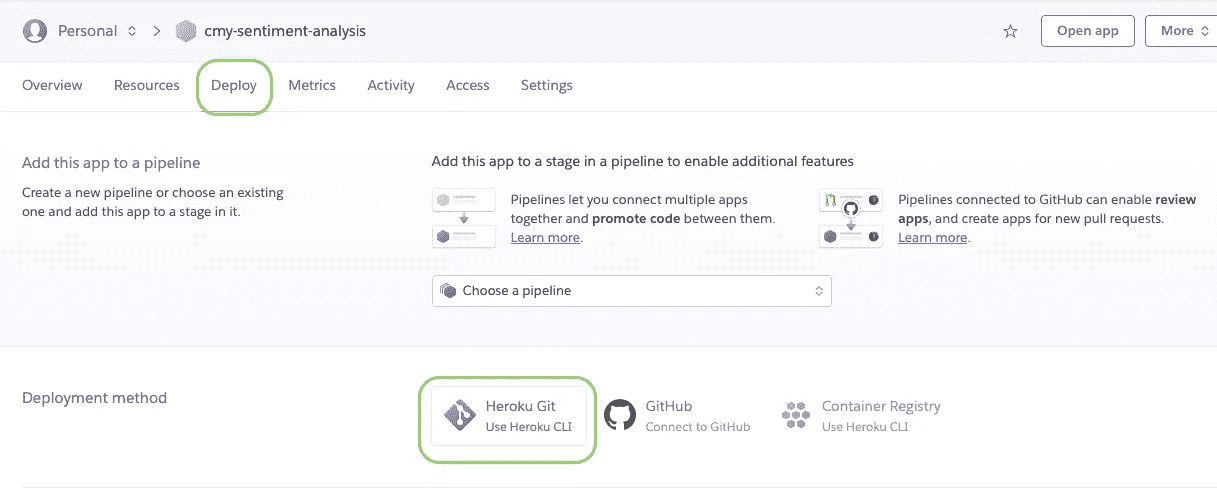 Personal
cmy-sentiment-analysis
Open app
More
Overview
Resources
Deploy
Metrics
Activity
Access
Settings
Add this app to a pipeline
Create a new pipeline or choose an existing
one and add this app to a stage in it.
Add this app to a stage in a pipeline to enable additional features
Pipelines let you connect multiple apps
together and promote code between them.
Learn more.
Pipelines connected to GitHub can enable review
apps, and create apps for new pull requests.
Learn more.
Choose a pipeline
Deployment method
Heroku Git
Use Heroku CLI
GitHub
Connect to GitHub
Container Registry
Use Heroku CLI